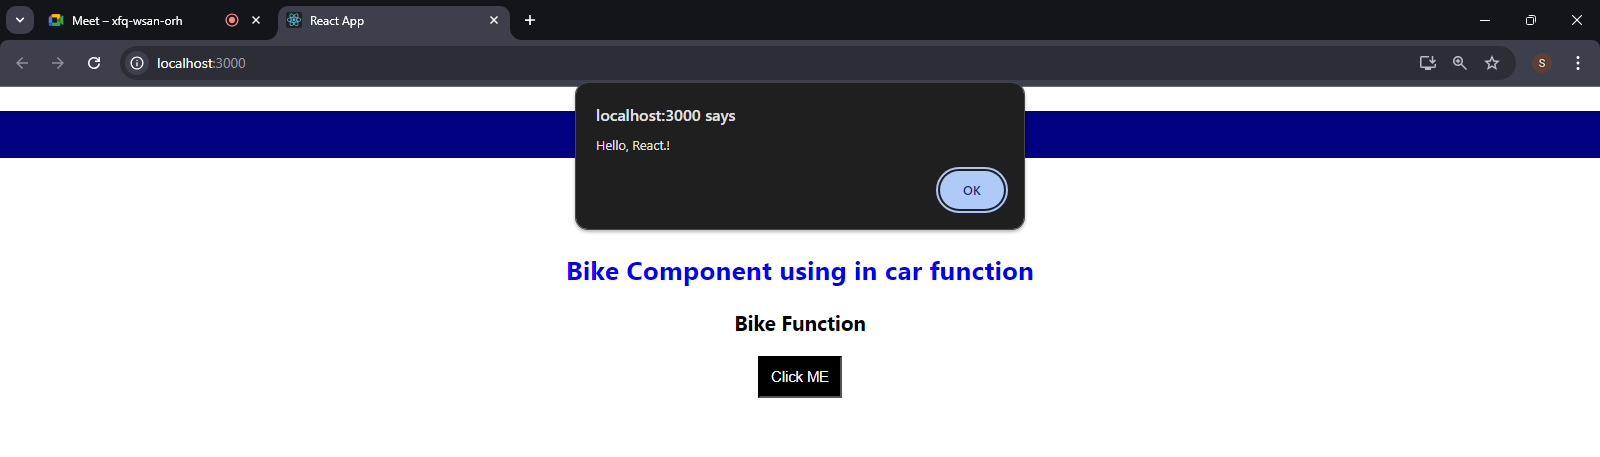 Meet – xfq-wsan-orh
React App
localhost:3000
S
localhost:3000 says
Hello, React.!
OK
Bike Component using in car function
Bike Function
Click ME